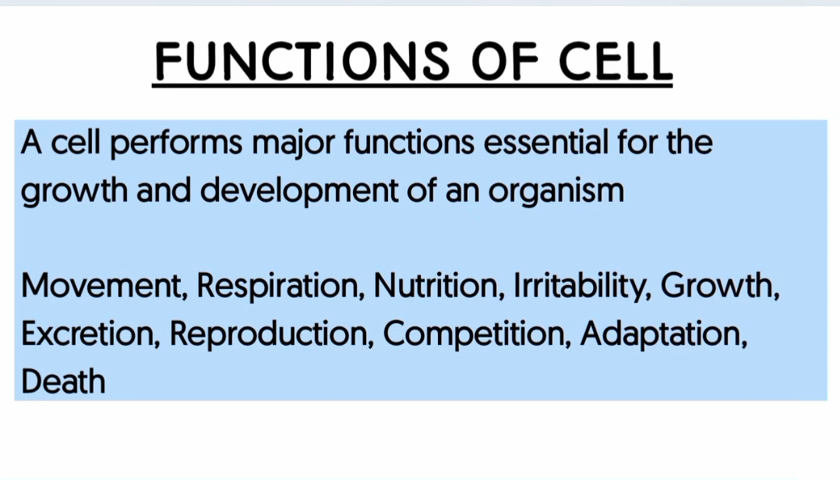 FUNCTIONS OF CELL
A cell performs major functions essential for the
growth and development of an organism
Movement, Respiration, Nutrition, Irritability, Growth,
Excretion, Reproduction, Competition, Adaptation,
Death